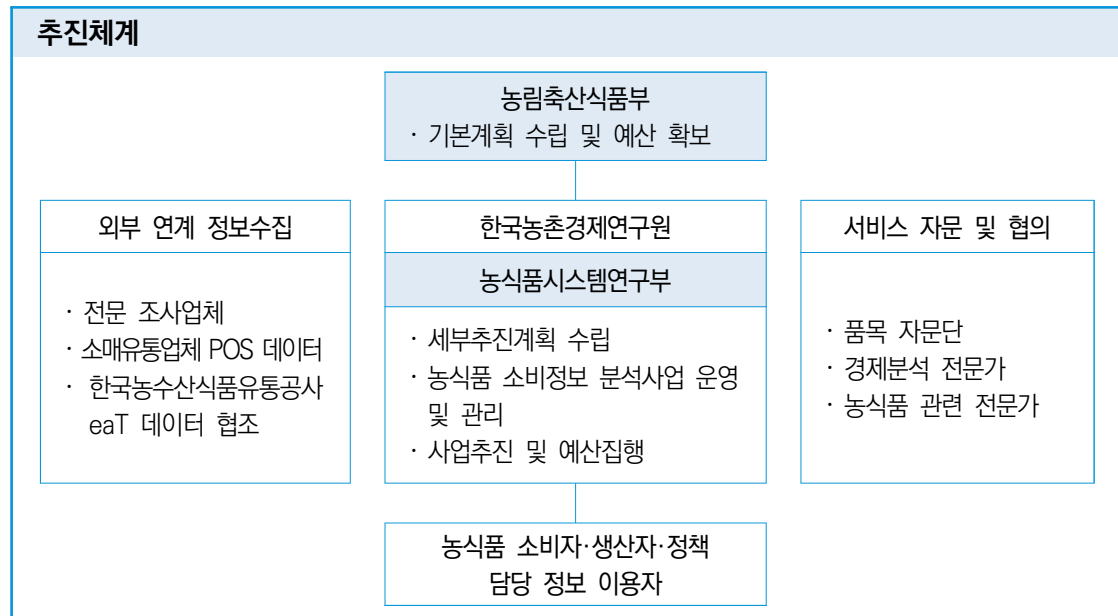 추진체계
농림축산식품부
· 기본계획 수립 및 예산 확보
외부 연계 정보수집
· 전문 조사업체
· 소매유통업체 POS 데이터
· 한국농수산식품유통공사
eaT 데이터 협조
한국농촌경제연구원
농식품시스템연구부
· 세부추진계획 수립
· 농식품 소비정보 분석사업 운영
및 관리
· 사업추진 및 예산집행
서비스 자문 및 협의
· 품목 자문단
· 경제분석 전문가
· 농식품 관련 전문가
농식품 소비자·생산자·정책
담당 정보 이용자